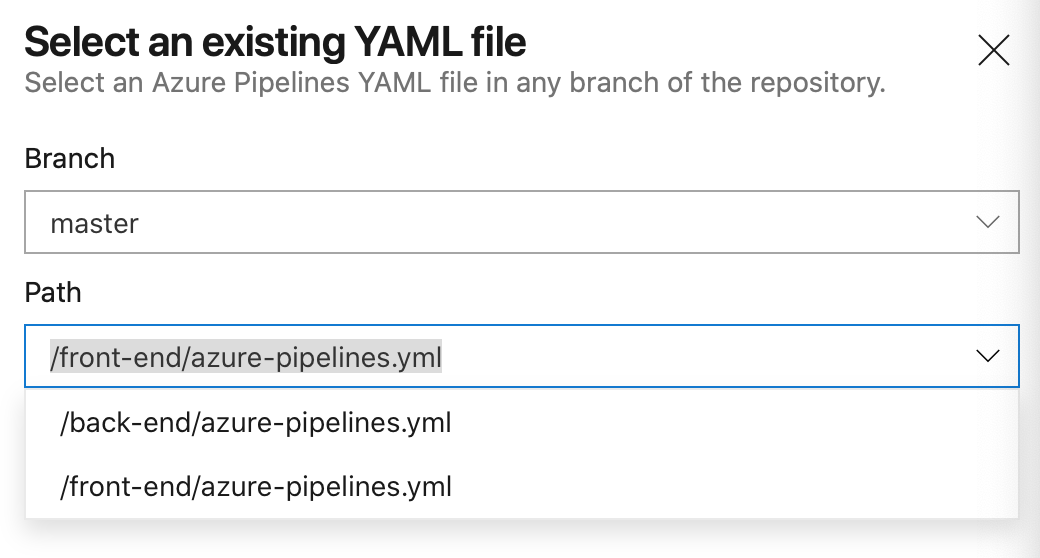 Select an existing YAML file
Select an Azure Pipelines YAML file in any branch of the repository.
Branch
master
Path
/front-end/azure-pipelines.yml
/back-end/azure-pipelines.yml
/front-end/azure-pipelines.yml